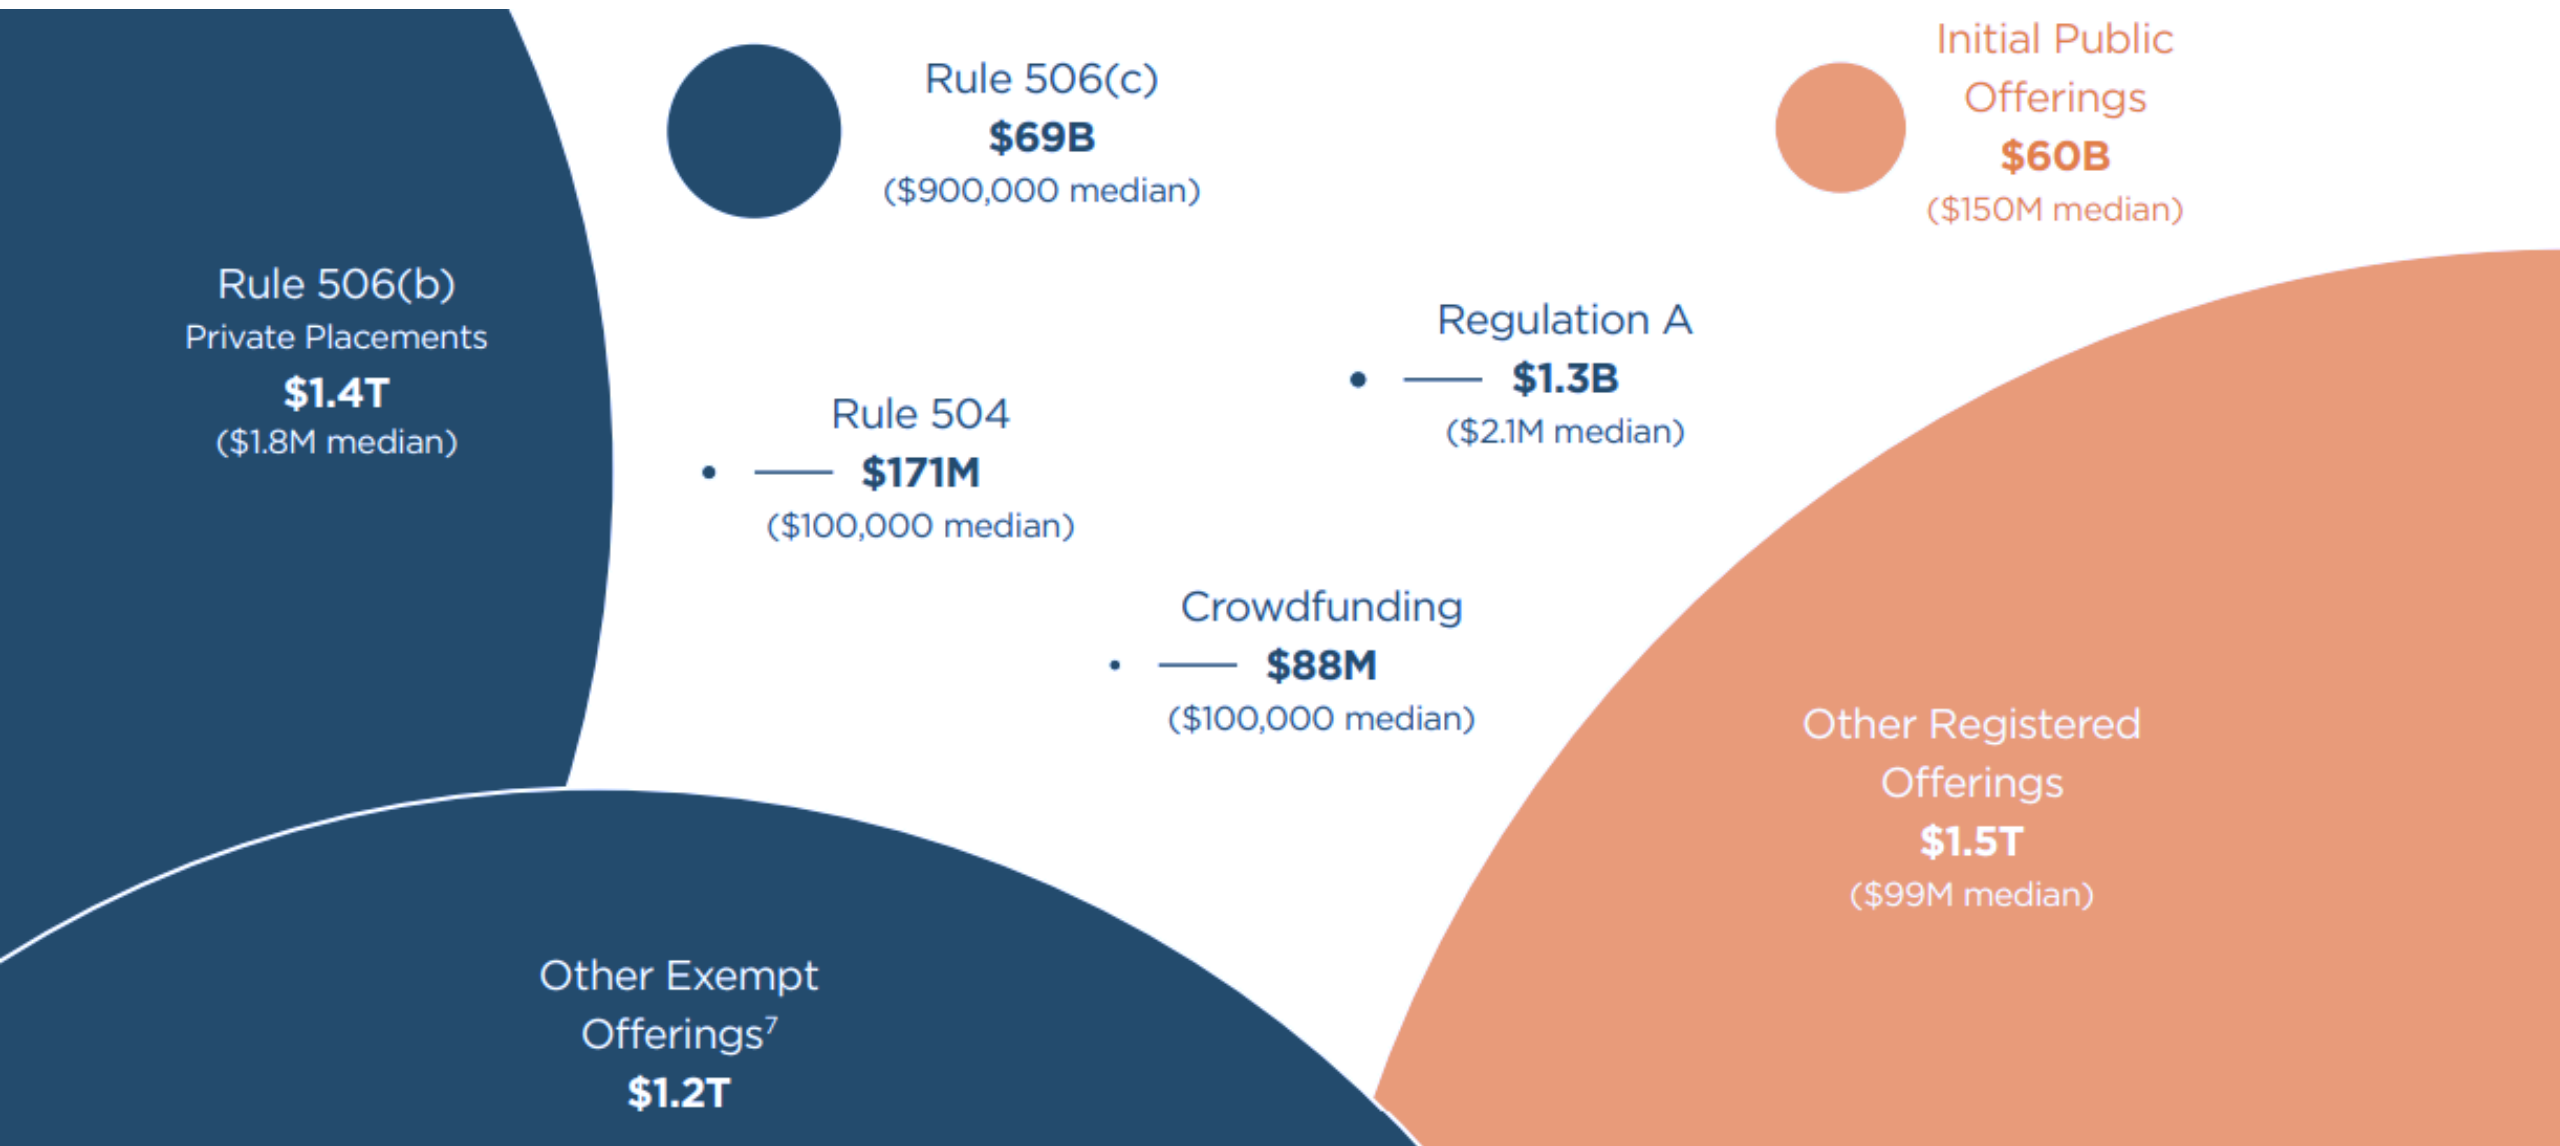 Rule 506(b)
Private Placements
$1.4T
($1.8M median)
Rule 506(c)
$69B
($900,000 median)
Initial Public
Offerings
$60B
($150M median)
Regulation A
$1.3B
($2.1M median)
Rule 504
$171M
($100,000 median)
Crowdfunding
$88M
($100,000 median)
Other Registered
Offerings
$1.5T
($99M median)
Other Exempt
Offerings⁷
$1.2T